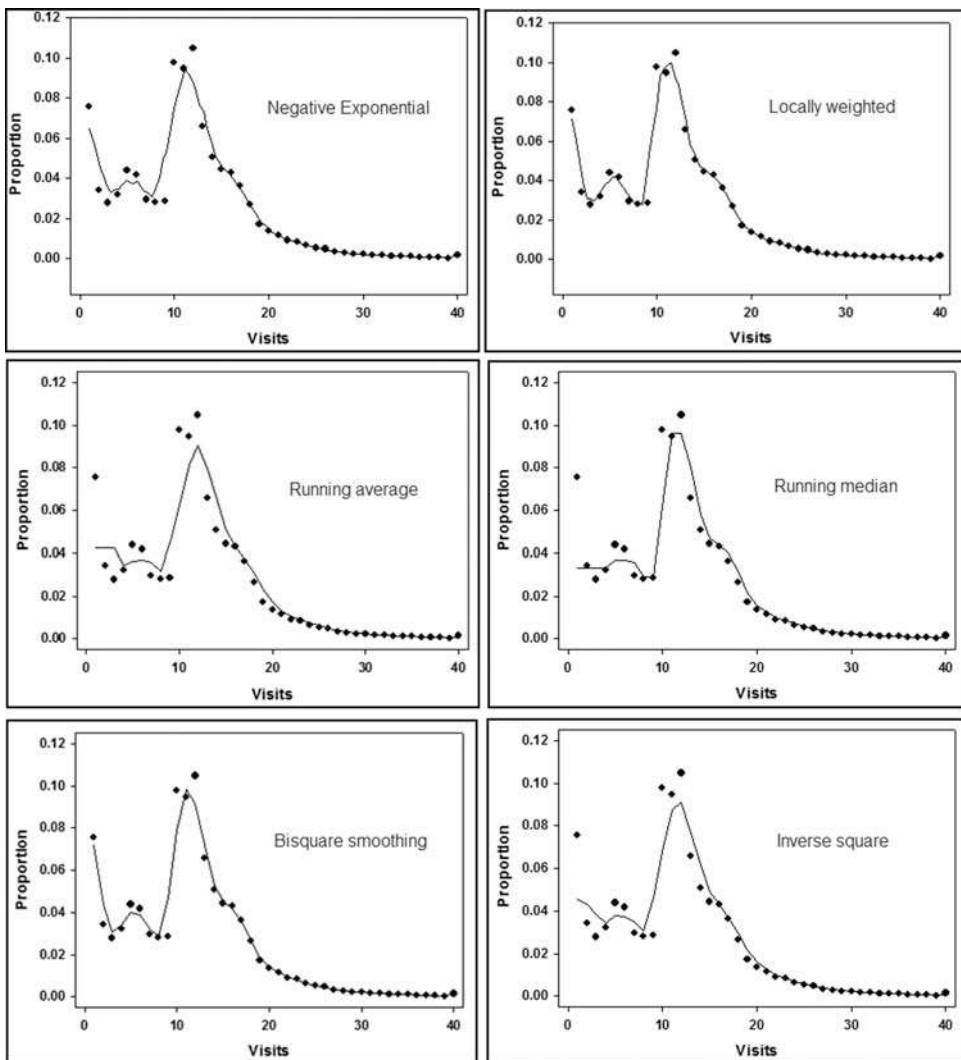 0.12
0.10
0.08
0.06
0.04
0.02
0.00
Proportion
Negative Exponential
0 10 20 30 40
Visits
0.12
0.10
0.08
0.06
0.04
0.02
0.00
Proportion
Locally weighted
0 10 20 30 40
Visits
0.12
0.10
0.08
0.06
0.04
0.02
0.00
Proportion
Running average
0 10 20 30 40
Visits
0.12
0.10
0.08
0.06
0.04
0.02
0.00
Proportion
Running median
0 10 20 30 40
Visits
0.12
0.10
0.08
0.06
0.04
0.02
0.00
Proportion
Bisquare smoothing
0 10 20 30 40
Visits
0.12
0.10
0.08
0.06
0.04
0.02
0.00
Proportion
Inverse square
0 10 20 30 40
Visits